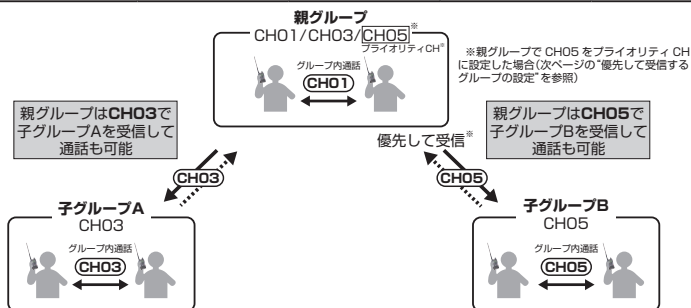 親グループ
CH01/CH03/CH05※
プライオリティCH※
グループ内通話
CH01
※親グループで CH05 をプライオリティ CH
に設定した場合(次ページの“優先して受信する
グループの設定”を参照)
親グループはCH03で
子グループAを受信して
通話も可能
優先して受信※
親グループはCH05で
子グループBを受信して
通話も可能
CH03
CH05
子グループA
CH03
グループ内通話
CH03
子グループB
CH05
グループ内通話
CH05